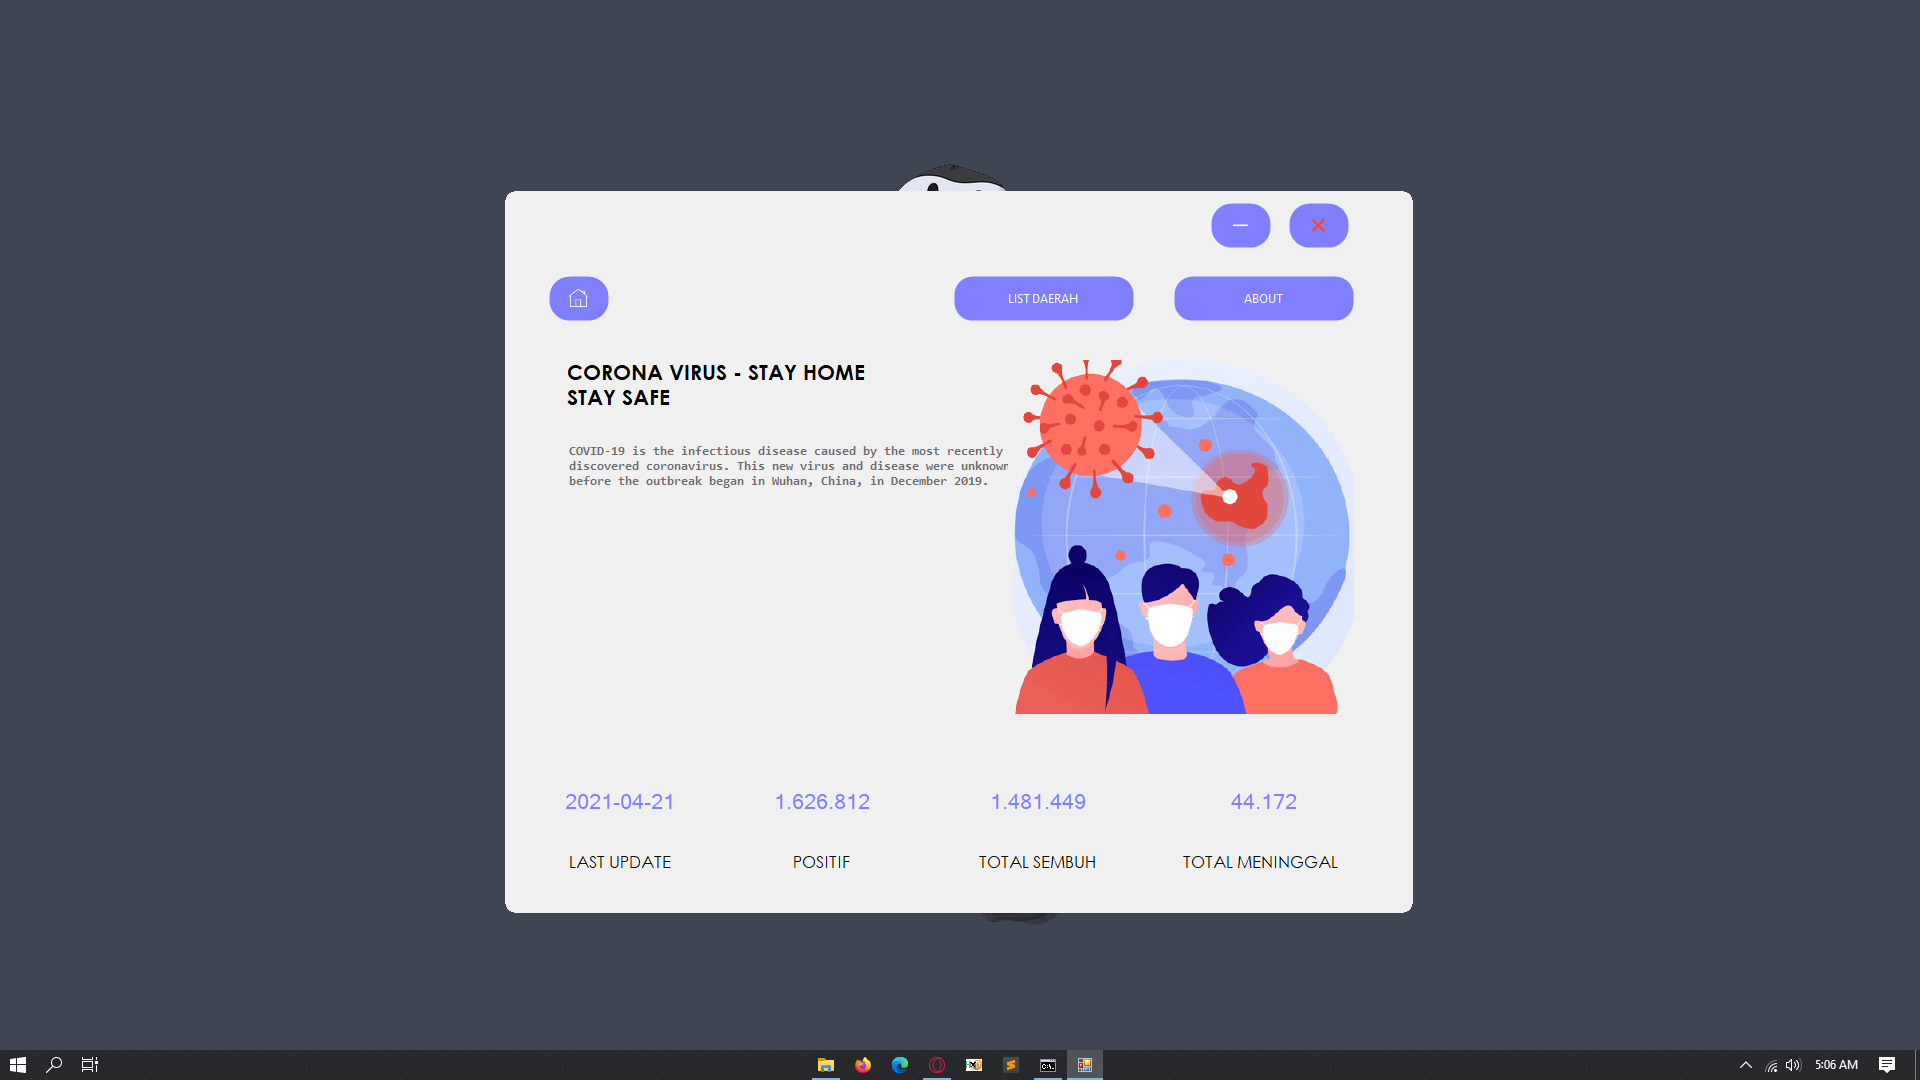 LIST DAERAH
ABOUT
CORONA VIRUS - STAY HOME
STAY SAFE
COVID-19 is the infectious disease caused by the most recently
discovered coronavirus. This new virus and disease were unknown
before the outbreak began in Wuhan, China, in December 2019.
2021-04-21
1.626.812
1.481.449
44.172
LAST UPDATE
POSITIF
TOTAL SEMBUH
TOTAL MENINGGAL
5:06 AM